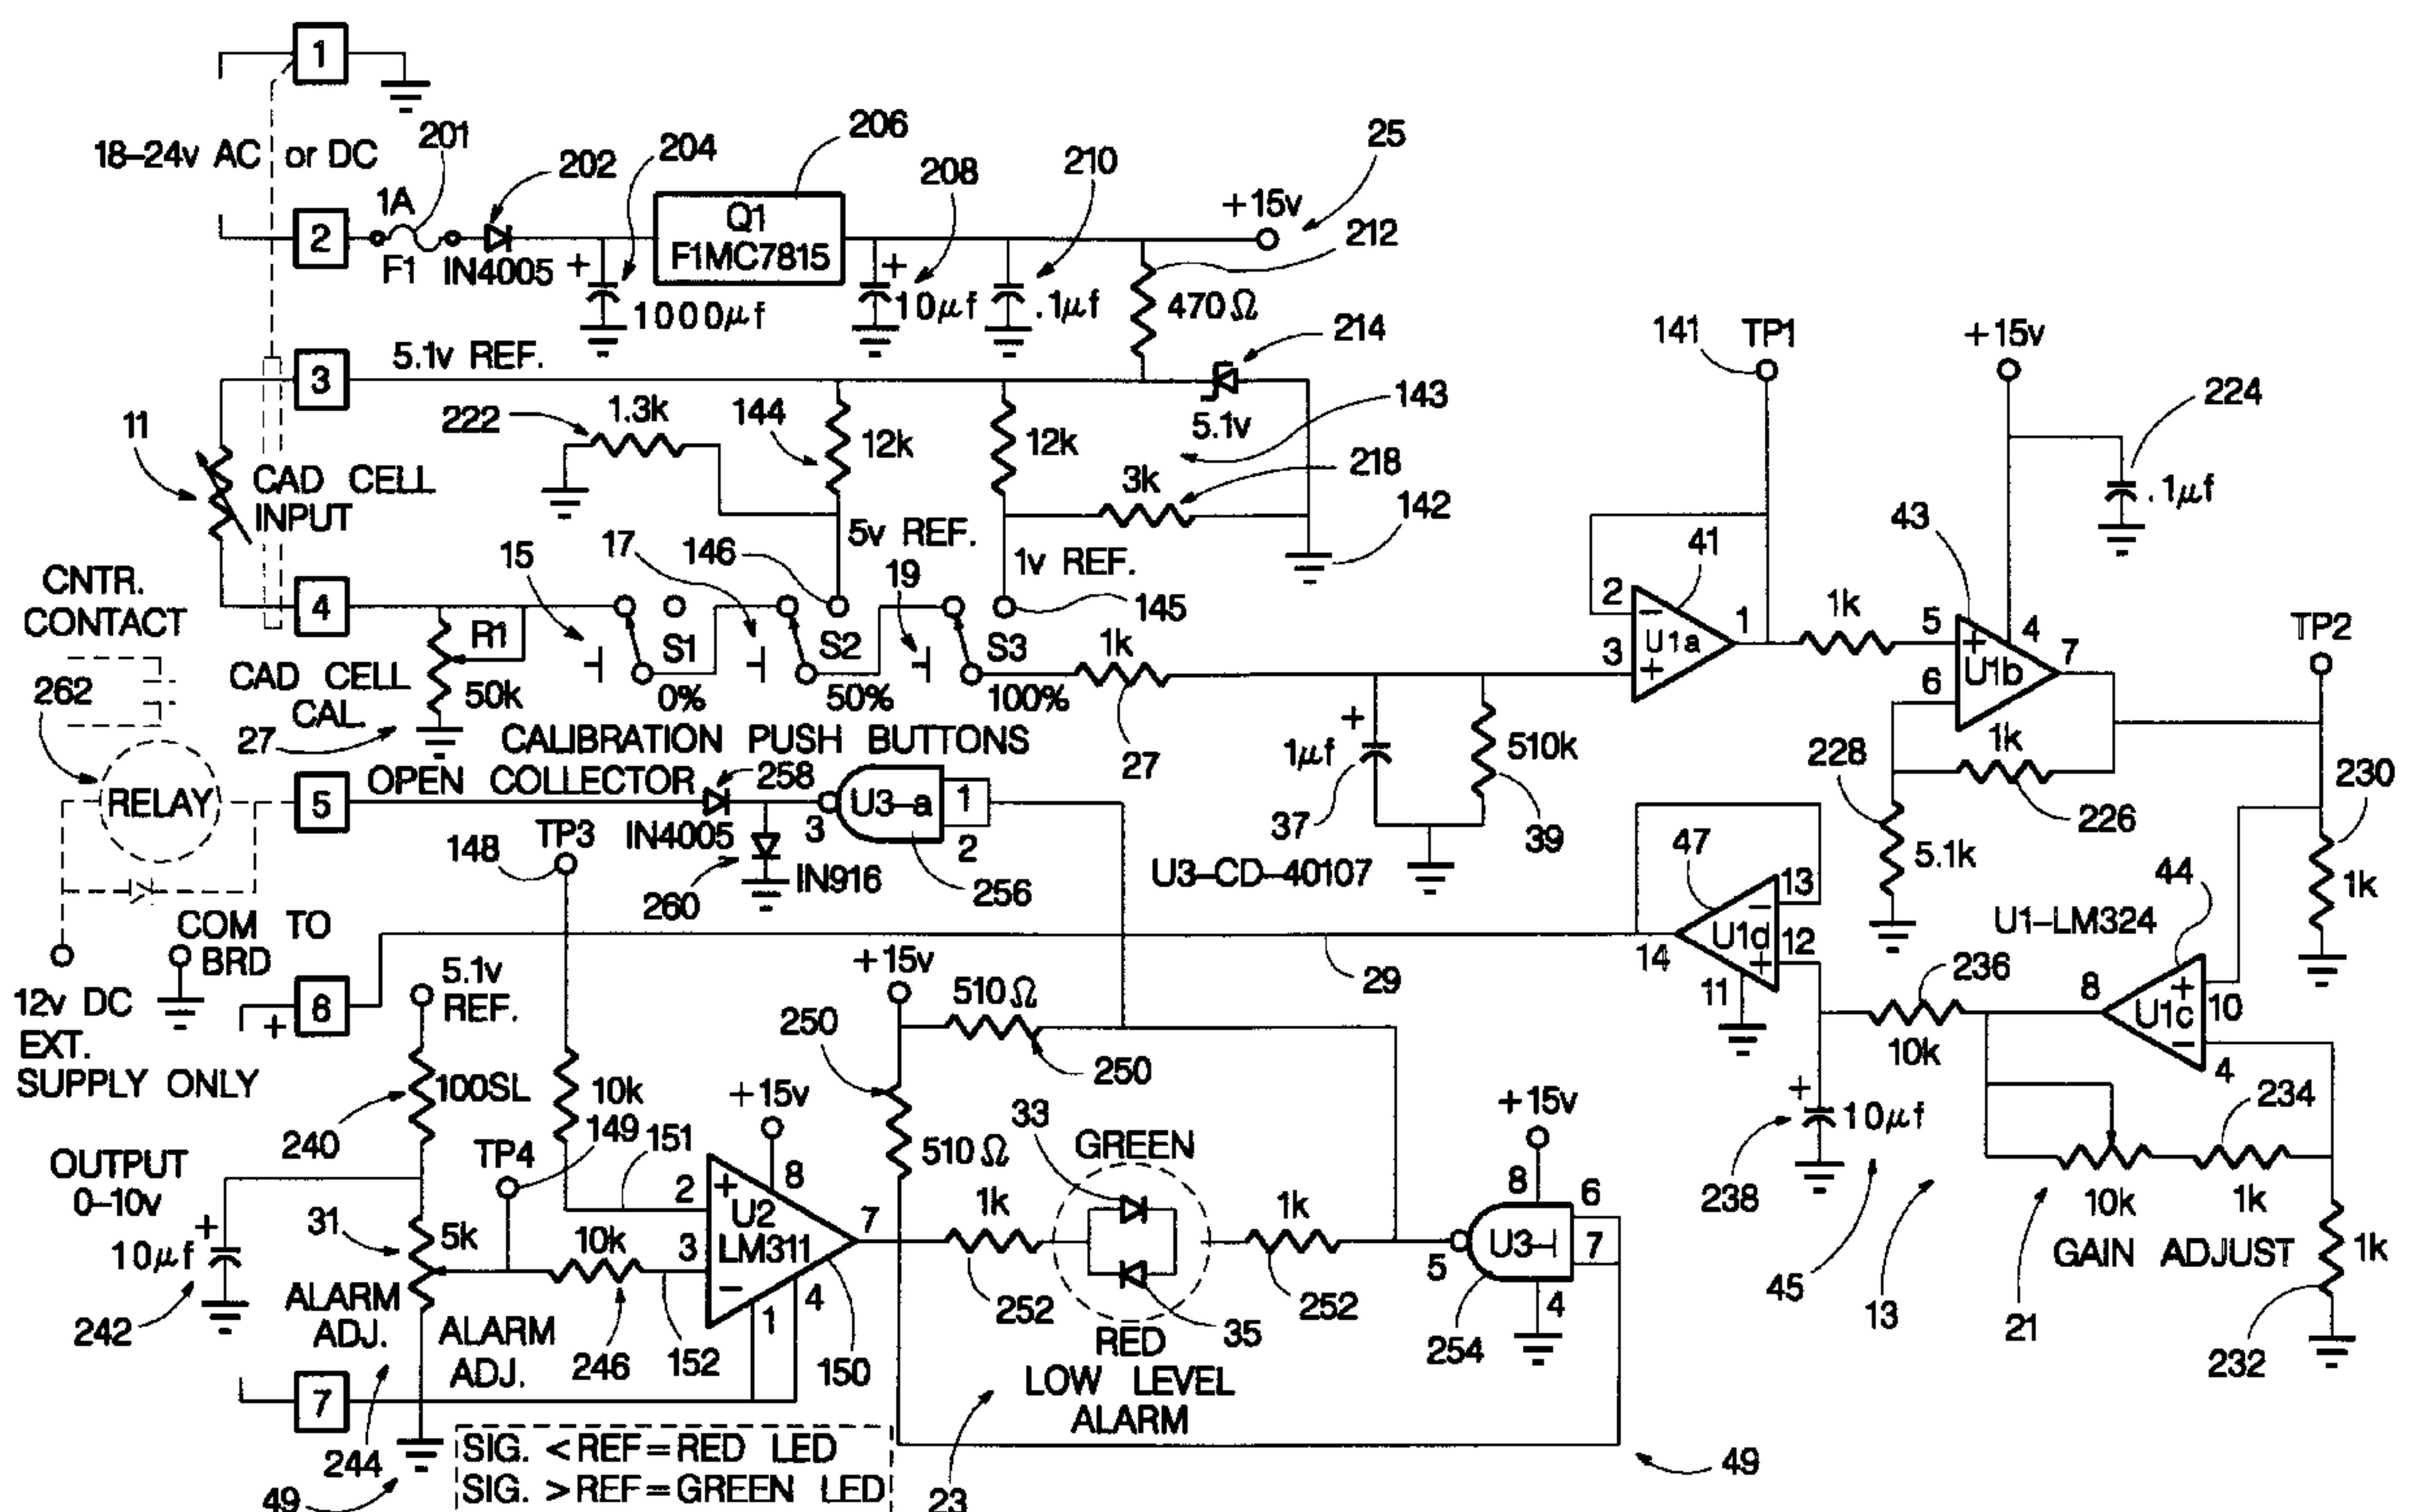 1
18-24v AC or DC
201
202
204
206
208
210
25
1A
2
F1
IN4005
+
1000µf
Q1
F1MC7815
+
10µf
.1µf
+15v
212
470Ω
214
3
5.1v REF.
11
CAD CELL
INPUT
222
1.3k
144
12k
12k
5.1v
143
3k
218
142
141
TP1
+15v
224
.1µf
CNTR.
CONTACT
4
15
17
146
5v REF.
19
1v REF.
145
R1
50k
S1
0%
S2
50%
S3
100%
1k
27
CAD CELL
CAL.
27
CALIBRATION PUSH BUTTONS
41
2
-
U1a
1
3
+
1k
43
5
+
4
U1b
7
6
TP2
262
RELAY
5
OPEN COLLECTOR
258
IN4005
260
IN916
3
U3-a
1
2
256
TP3
148
+
1µf
37
510k
39
U3-CD-40107
228
5.1k
1k
226
230
1k
47
13
-
U1d
12
+
14
11
U1-LM324
44
+
U1c
10
-
8
4
12v DC
EXT.
SUPPLY ONLY
COM TO
BRD
+
6
5.1v
REF.
29
236
10k
+
10µf
238
234
10k
1k
GAIN ADJUST
1k
232
21
45
13
100SL
240
OUTPUT
0-10v
+
10µf
242
31
5k
ALARM
ADJ.
ALARM
ADJ.
244
10k
149
151
TP4
10k
246
152
+15v
8
2
+
U2
LM311
3
-
1
4
7
150
+15v
510Ω
250
250
510Ω
1k
252
33
GREEN
35
RED
LOW LEVEL
ALARM
1k
252
+15v
8
6
U3-
7
5
4
254
7
SIG. < REF = RED LED
SIG. > REF = GREEN LED
49
23
49